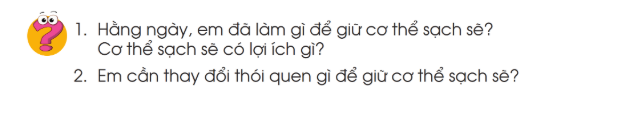 1. Hằng ngày, em đã làm gì để giữ cơ thể sạch sẽ?
Cơ thể sạch sẽ có lợi ích gì?
2. Em cần thay đổi thói quen gì để giữ cơ thể sạch sẽ?